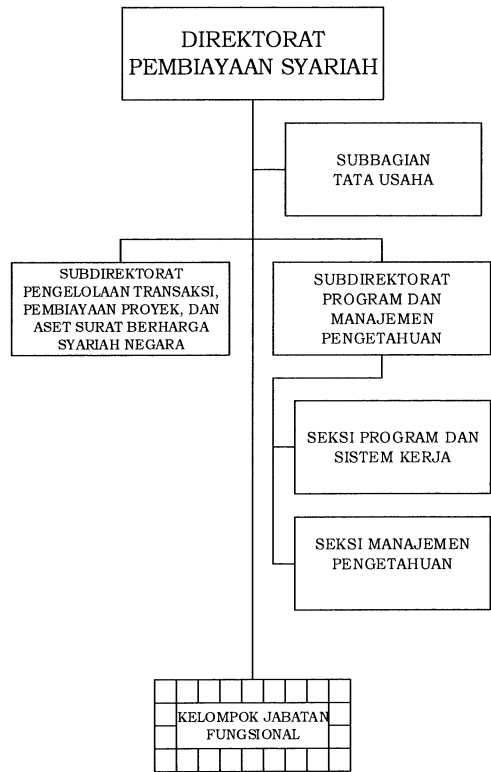 DIREKTORAT
PEMBIAYAAN SYARIAH
SUBBAGIAN
TATA USAHA
SUBDIREKTORAT
PENGELOLAAN TRANSAKSI,
PEMBIAYAAN PROYEK, DAN
ASET SURAT BERHARGA
SYARIAH NEGARA
SUBDIREKTORAT
PROGRAM DAN
MANAJEMEN
PENGETAHUAN
SEKSI PROGRAM DAN
SISTEM KERJA
SEKSI MANAJEMEN
PENGETAHUAN
KELOMPOK JABATAN
FUNGSIONAL